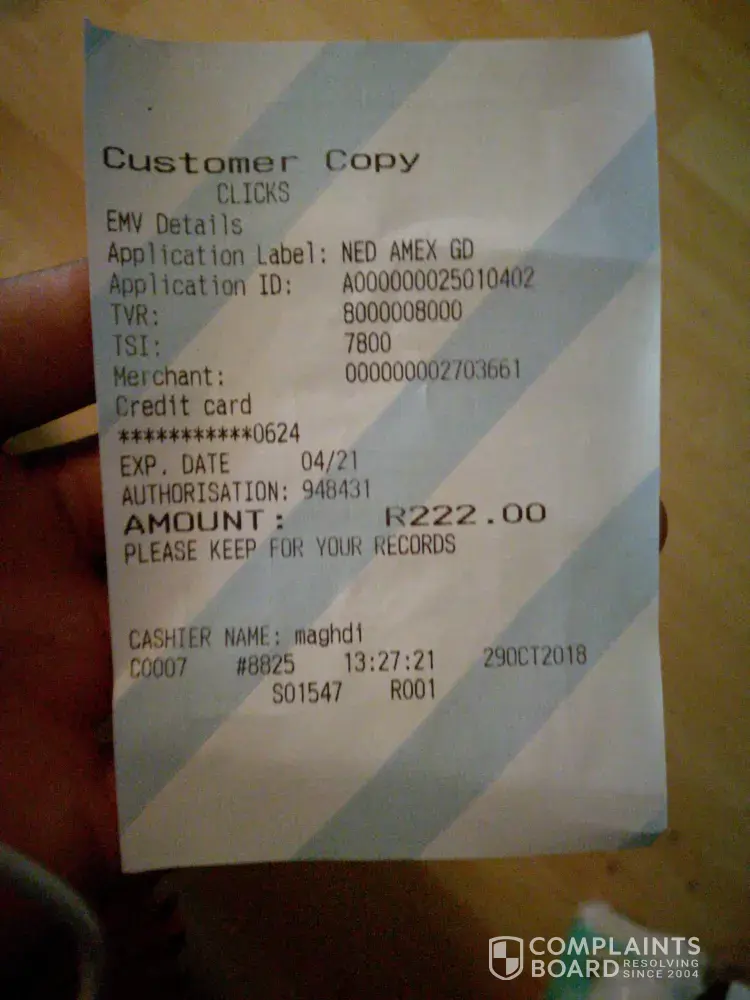 Customer Copy
CLICKS
EMV Details
Application Label: NED AMEX GD
Application ID: A000000025010402
TVR: 8000008000
TSI: 7800
Merchant: 000000002703661
Credit card
***********0624
EXP. DATE 04/21
AUTHORISATION: 948431
AMOUNT: R222.00
PLEASE KEEP FOR YOUR RECORDS
CASHIER NAME: maghdi
C0007 #8825 13:27:21 29OCT2018
S01547 R001
COMPLAINTS
BOARD RESOLVING
SINCE 2004